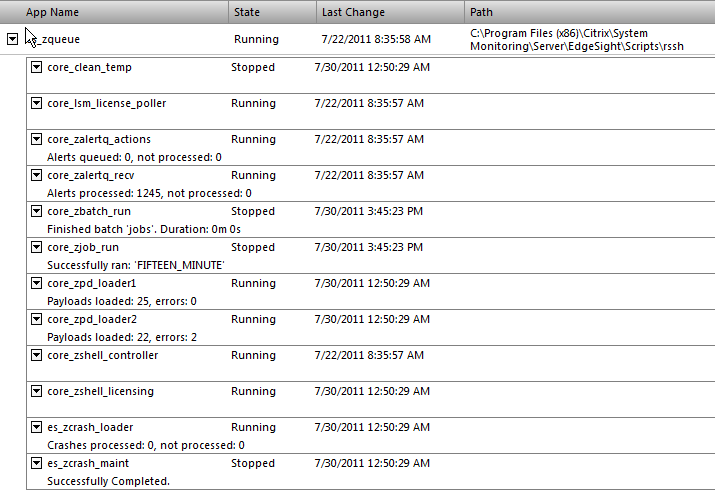 App Name State Last Change Path
_zqueue Running 7/22/2011 8:35:58 AM C:\Program Files (x86)\Citrix\System
Monitoring\Server\EdgeSight\Scripts\rssh
core_clean_temp Stopped 7/30/2011 12:50:29 AM
core_lsm_license_poller Running 7/22/2011 8:35:57 AM
core_zalertq_actions Running 7/22/2011 8:35:57 AM
Alerts queued: 0, not processed: 0
core_zalertq_recv Running 7/22/2011 8:35:57 AM
Alerts processed: 1245, not processed: 0
core_zbatch_run Stopped 7/30/2011 3:45:23 PM
Finished batch 'jobs'. Duration: 0m 0s
core_zjob_run Stopped 7/30/2011 3:45:23 PM
Successfully ran: 'FIFTEEN_MINUTE'
core_zpd_loader1 Running 7/30/2011 12:50:29 AM
Payloads loaded: 25, errors: 0
core_zpd_loader2 Running 7/30/2011 12:50:29 AM
Payloads loaded: 22, errors: 2
core_zshell_controller Running 7/22/2011 8:35:57 AM
core_zshell_licensing Running 7/30/2011 12:50:29 AM
es_zcrash_loader Running 7/30/2011 12:50:29 AM
Crashes processed: 0, not processed: 0
es_zcrash_maint Stopped 7/30/2011 12:50:29 AM
Successfully Completed.